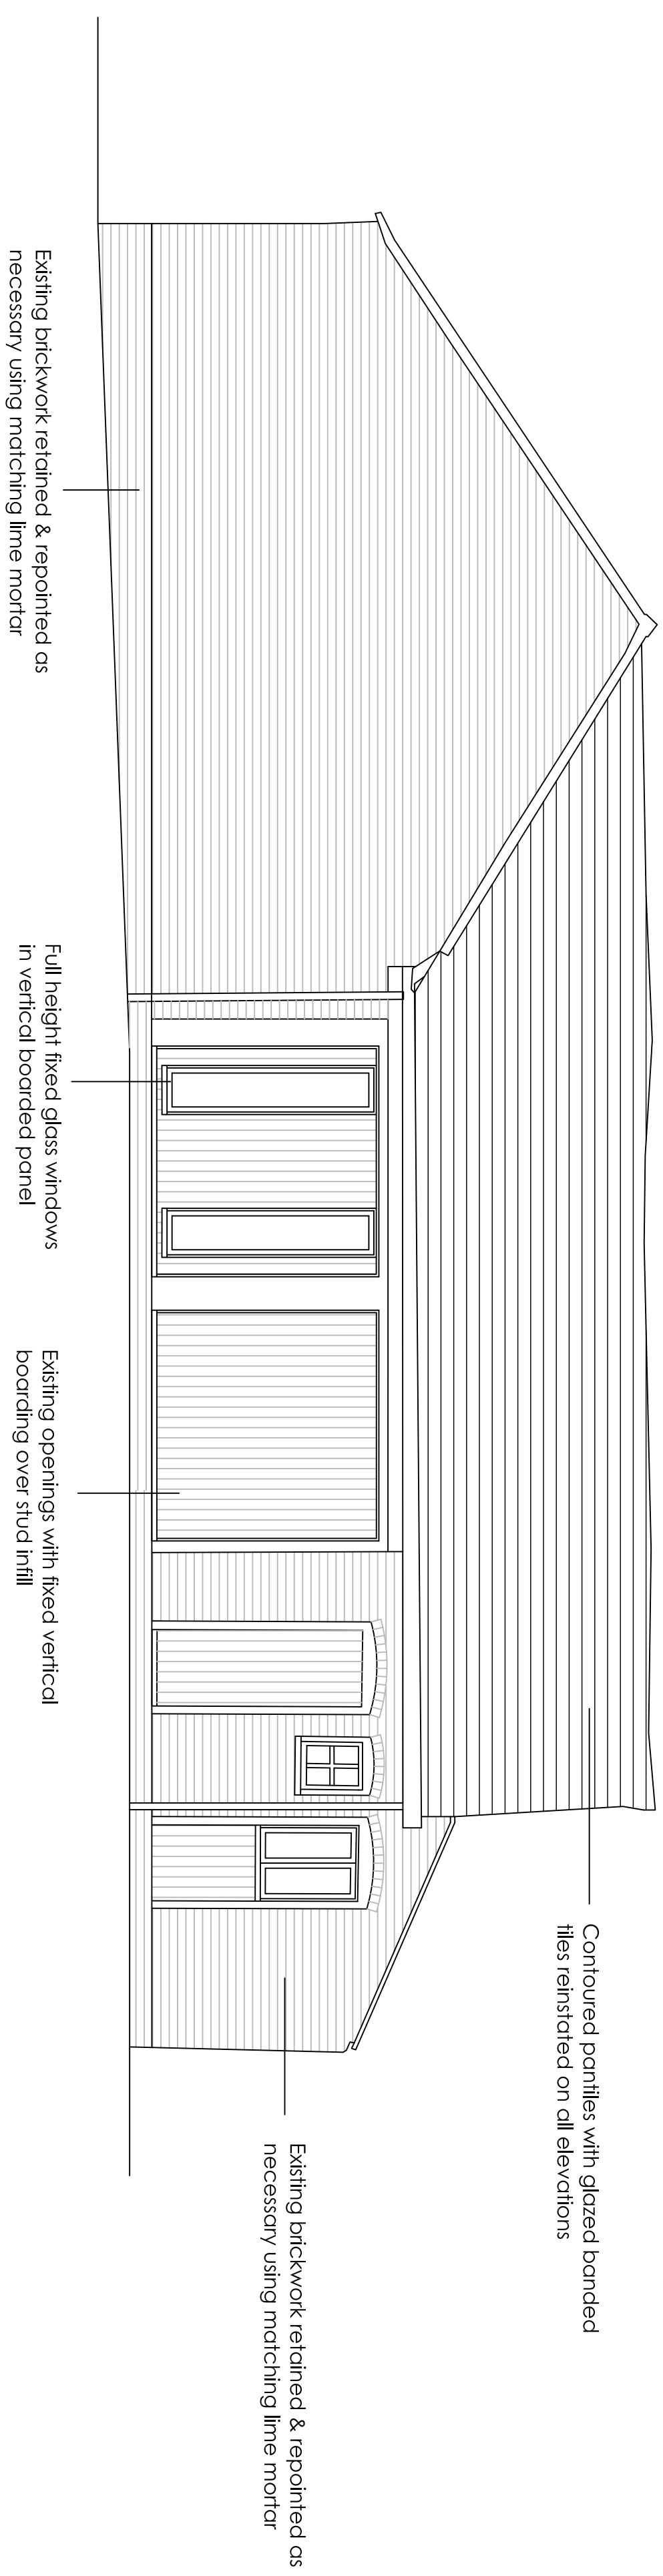 Contoured pantiles with glazed banded
tiles reinstated on all elevations
Existing brickwork retained & repointed as
necessary using matching lime mortar
Existing brickwork retained & repointed as
necessary using matching lime mortar
Full height fixed glass windows
in vertical boarded panel
Existing openings with fixed vertical
boarding over stud infill